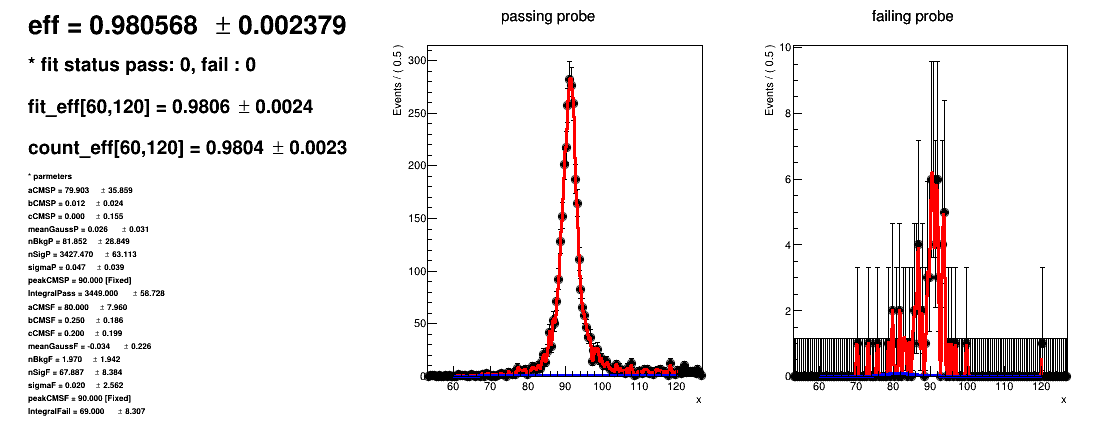 eff = 0.980568 ± 0.002379
* fit status pass: 0, fail : 0
fit_eff[60,120] = 0.9806 ± 0.0024
count_eff[60,120] = 0.9804 ± 0.0023
* parmeters
aCMSP = 79.903 ± 35.859
bCMSP = 0.012 ± 0.024
cCMSP = 0.000 ± 0.155
meanGaussP = 0.026 ± 0.031
nBkgP = 81.852 ± 28.849
nSigP = 3427.470 ± 63.113
sigmaP = 0.047 ± 0.039
peakCMSP = 90.000 [Fixed]
IntegralPass = 3449.000 ± 58.728
aCMSF = 80.000 ± 7.960
bCMSF = 0.250 ± 0.186
cCMSF = 0.200 ± 0.199
meanGaussF = -0.034 ± 0.226
nBkgF = 1.970 ± 1.942
nSigF = 67.887 ± 8.384
sigmaF = 0.020 ± 2.562
peakCMSF = 90.000 [Fixed]
IntegralFail = 69.000 ± 8.307
passing probe
Events / ( 0.5 )
300
250
200
150
100
50
0
60 70 80 90 100 110 120
x
failing probe
Events / ( 0.5 )
10
8
6
4
2
0
60 70 80 90 100 110 120
x